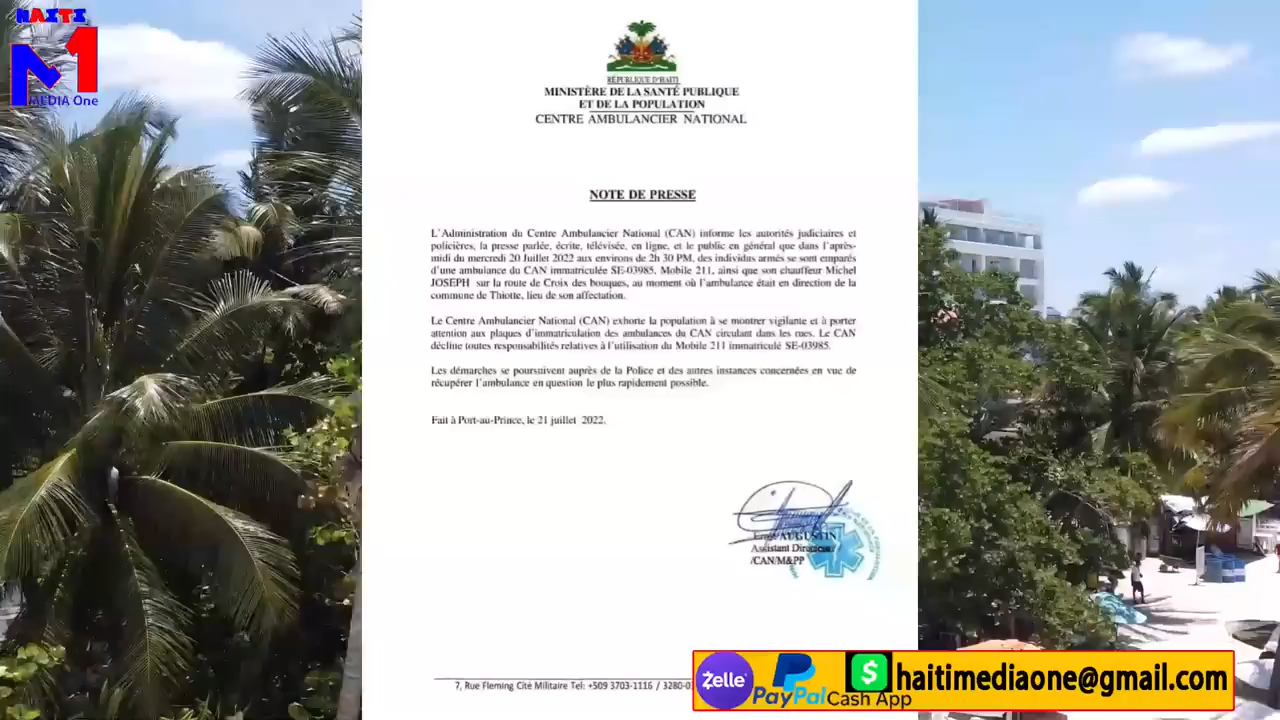 HAITI
M1
MEDIA One
RÉPUBLIQUE D'HAITI
MINISTÈRE DE LA SANTÉ PUBLIQUE
ET DE LA POPULATION
CENTRE AMBULANCIER NATIONAL
NOTE DE PRESSE
L'Administration du Centre Ambulancier National (CAN) informe les autorités judiciaires et
policières, la presse parlée, écrite, télévisée, en ligne, et le public en général que dans l'après-
midi du mercredi 20 Juillet 2022 aux environs de 2h 30 PM, des individus armés se sont emparés
d'une ambulance du CAN immatriculée SE-03985, Mobile 211, ainsi que son chauffeur Michel
JOSEPH sur la route de Croix des bouques, au moment où l'ambulance était en direction de la
commune de Thiotte, lieu de son affectation.
Le Centre Ambulancier National (CAN) exhorte la population à se montrer vigilante et à porter
attention aux plaques d'immatriculation des ambulances du CAN circulant dans les rues. Le CAN
décline toutes responsabilités relatives à l'utilisation du Mobile 211 immatriculé SE-03985.
Les démarches se poursuivent auprès de la Police et des autres instances concernées en vue de
récupérer l'ambulance en question le plus rapidement possible.
Fait à Port-au-Prince, le 21 juillet 2022.
AUGUSTIN
Assistant Directeur
/CAN/M&PP
7, Rue Fleming Cité Militaire Tel: +509 3703-1116 / 3280-
Zelle
PayPal
$
Cash App
haitimediaone@gmail.com